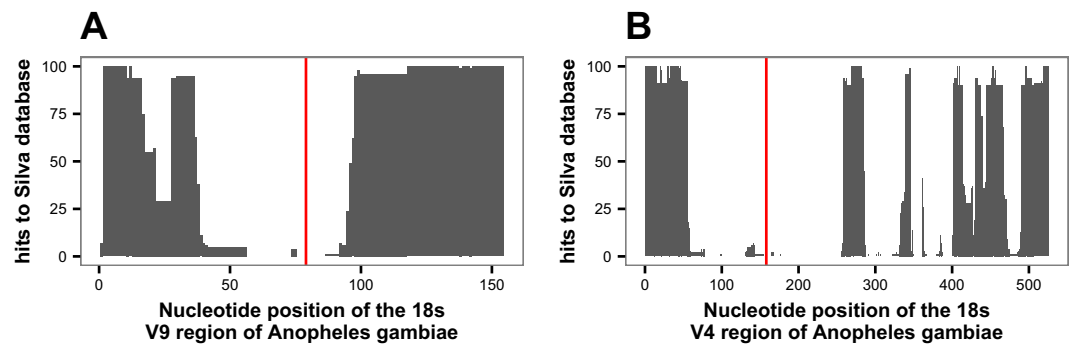 A
hits to Silva database
100
75
50
25
0
0
50
100
150
Nucleotide position of the 18s
V9 region of Anopheles gambiae
B
hits to Silva database
100
75
50
25
0
0
100
200
300
400
500
Nucleotide position of the 18s
V4 region of Anopheles gambiae